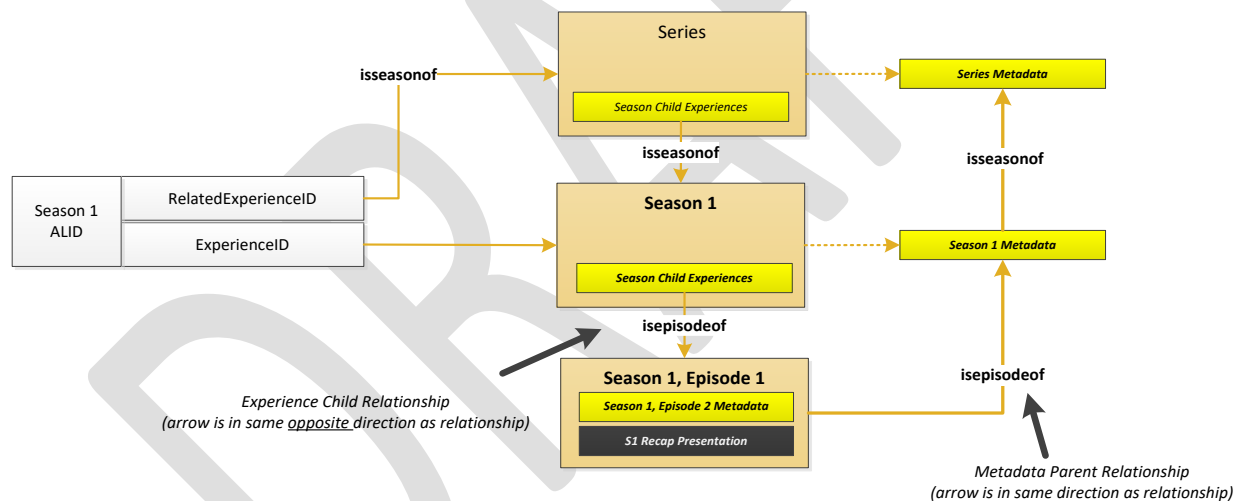 Series
isseasonof
Series Metadata
Season Child Experiences
isseasonof
isseasonof
Season 1
ALID
RelatedExperienceID
ExperienceID
Season 1
Season 1 Metadata
Season Child Experiences
isepisodeof
Season 1, Episode 1
Season 1, Episode 2 Metadata
S1 Recap Presentation
isepisodeof
Experience Child Relationship
(arrow is in same opposite direction as relationship)
Metadata Parent Relationship
(arrow is in same direction as relationship)
DRA